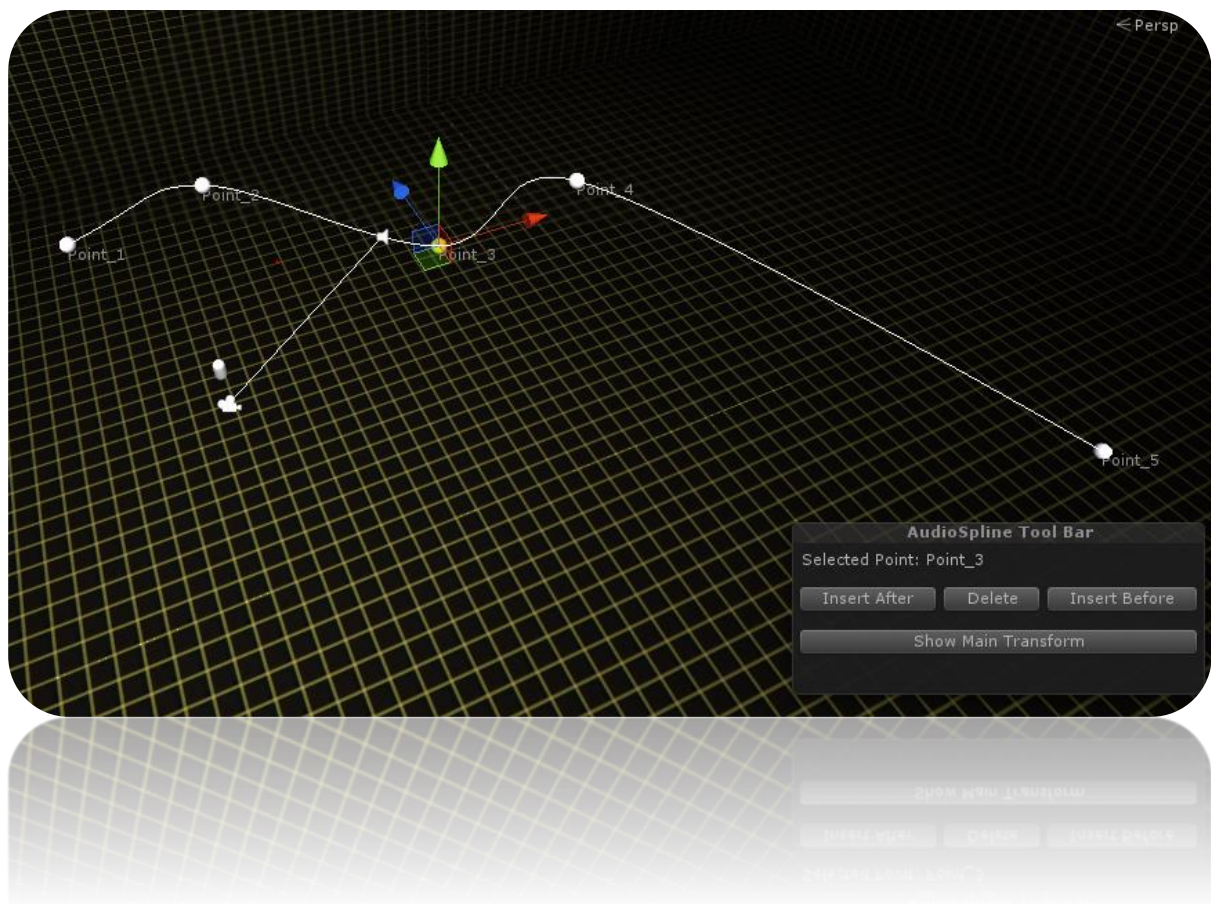 Persp
Point_2
Point_4
Point_1
Point_3
Point_5
AudioSpline Tool Bar
Selected Point: Point_3
Insert After Delete Insert Before
Show Main Transform